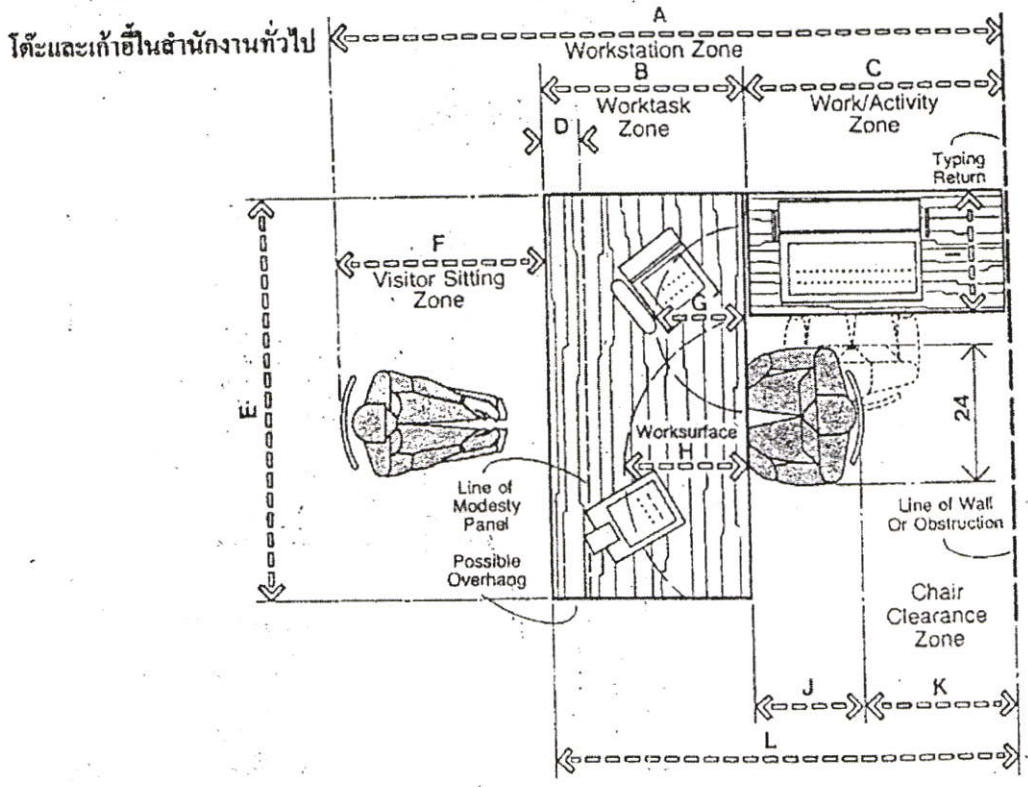 โต๊ะและเก้าอี้ในสำนักงานทั่วไป
A
Workstation Zone
B
C
Worktask
Zone
Work/Activity
Zone
D
Typing
Return
F
Visitor Sitting
Zone
I
G
E
24
Worksurface
H
Line of
Modesty
Panel
Line of Wall
Or Obstruction
Possible
Overhang
Chair
Clearance
Zone
J
K
L